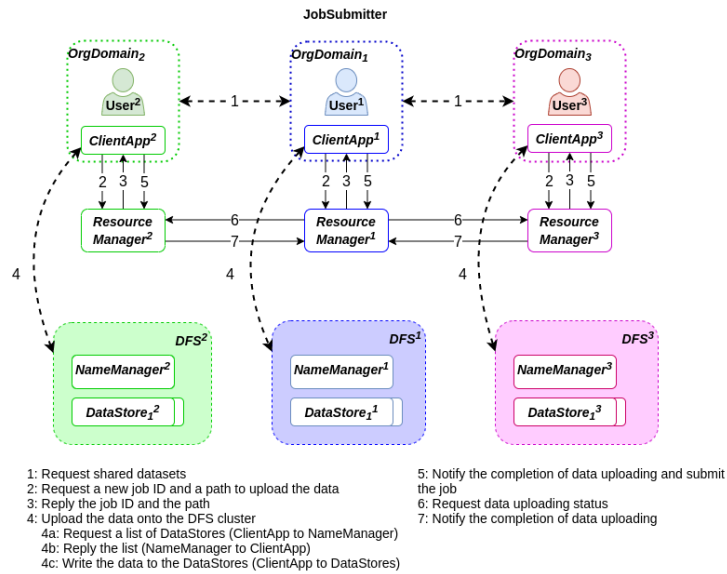 JobSubmitter
OrgDomain2
OrgDomain1
OrgDomain3
User2
1
User1
1
User3
ClientApp2
ClientApp1
ClientApp3
2 3 5
2 3 5
2 3 5
Resource
Manager2
6
7
Resource
Manager1
6
7
Resource
Manager3
4
4
4
DFS2
NameManager2
DataStore12
DFS1
NameManager1
DataStore11
DFS3
NameManager3
DataStore13
1: Request shared datasets
2: Request a new job ID and a path to upload the data
3: Reply the job ID and the path
4: Upload the data onto the DFS cluster
4a: Request a list of DataStores (ClientApp to NameManager)
4b: Reply the list (NameManager to ClientApp)
4c: Write the data to the DataStores (ClientApp to DataStores)
5: Notify the completion of data uploading and submit
the job
6: Request data uploading status
7: Notify the completion of data uploading